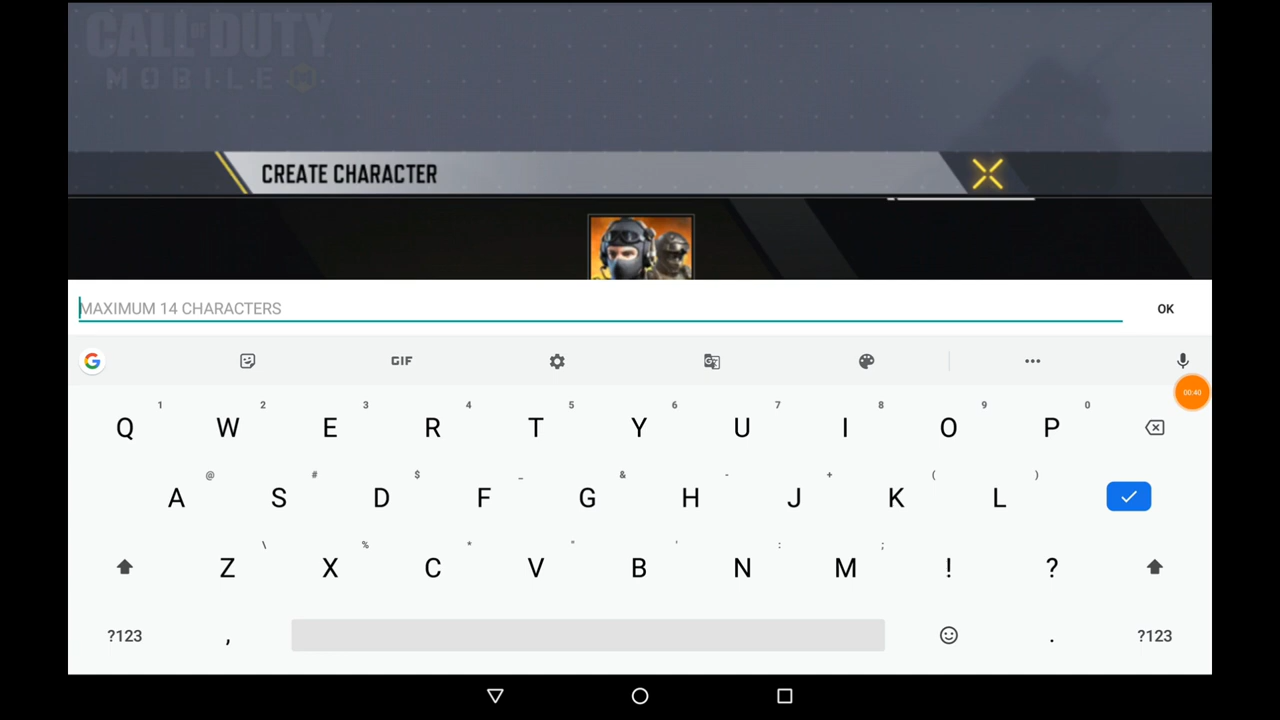 CALL OF DUTY
MOBILE
CREATE CHARACTER
MAXIMUM 14 CHARACTERS
OK
G GIF
00:40
1 2 3 4 5 6 7 8 9 0
Q W E R T Y U I O P
@ # $ _ & - + ( )
A S D F G H J K L
\ % * " ' : ;
Z X C V B N M ! ?
?123 , . ?123